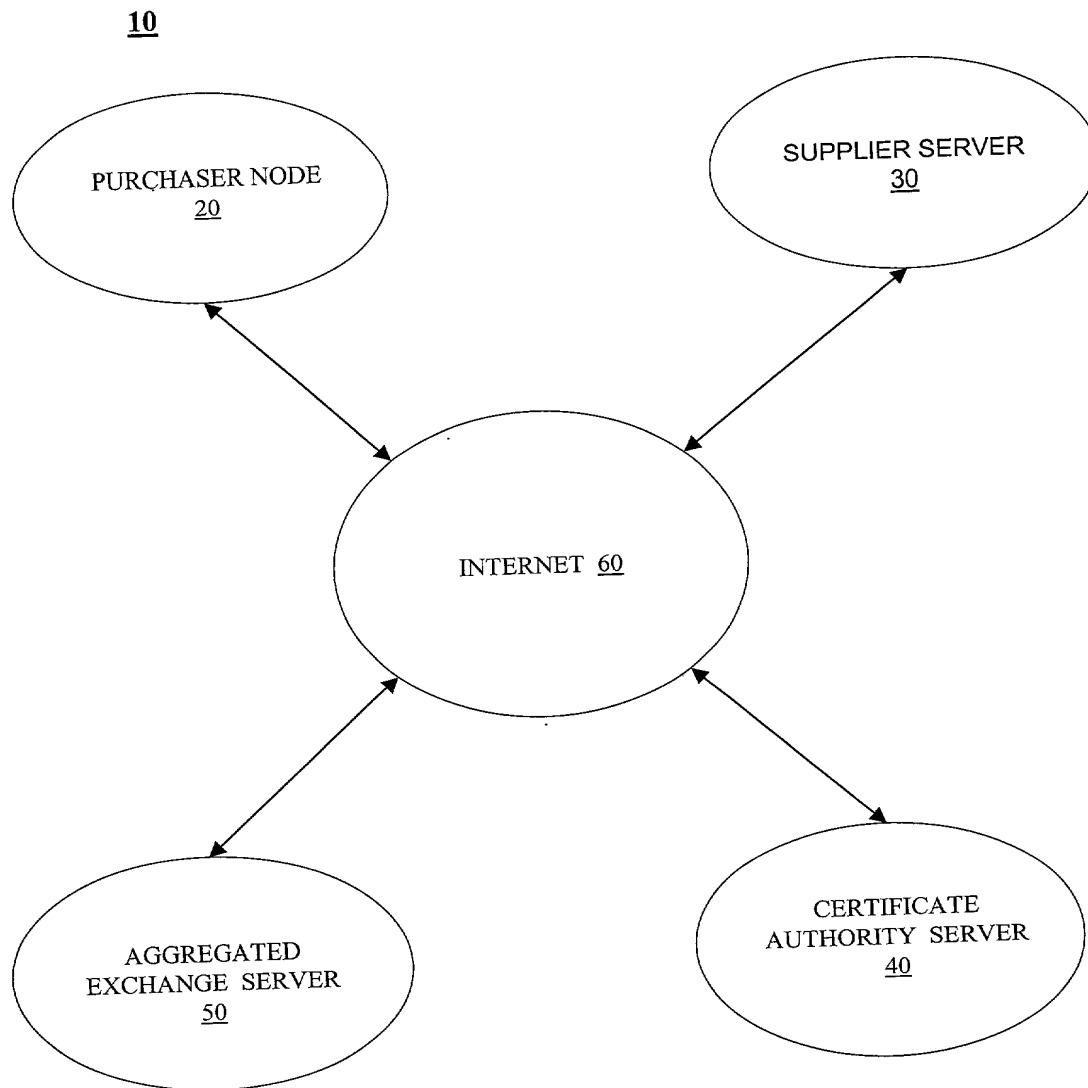 10
PURCHASER NODE
20
SUPPLIER SERVER
30
INTERNET 60
AGGREGATED
EXCHANGE SERVER
50
CERTIFICATE
AUTHORITY SERVER
40